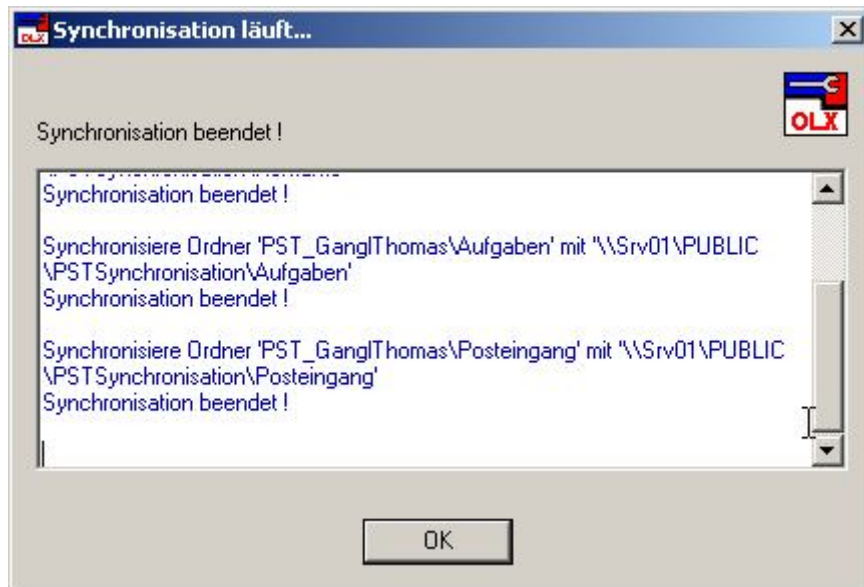 Synchronisation läuft...
OLX
Synchronisation beendet !
OLX
Synchronisation beendet !
Synchronisiere Ordner 'PST_GanglThomas\Aufgaben' mit '\\Srv01\PUBLIC
\PSTSynchronisation\Aufgaben'
Synchronisation beendet !
Synchronisiere Ordner 'PST_GanglThomas\Posteingang' mit '\\Srv01\PUBLIC
\PSTSynchronisation\Posteingang'
Synchronisation beendet !
OK